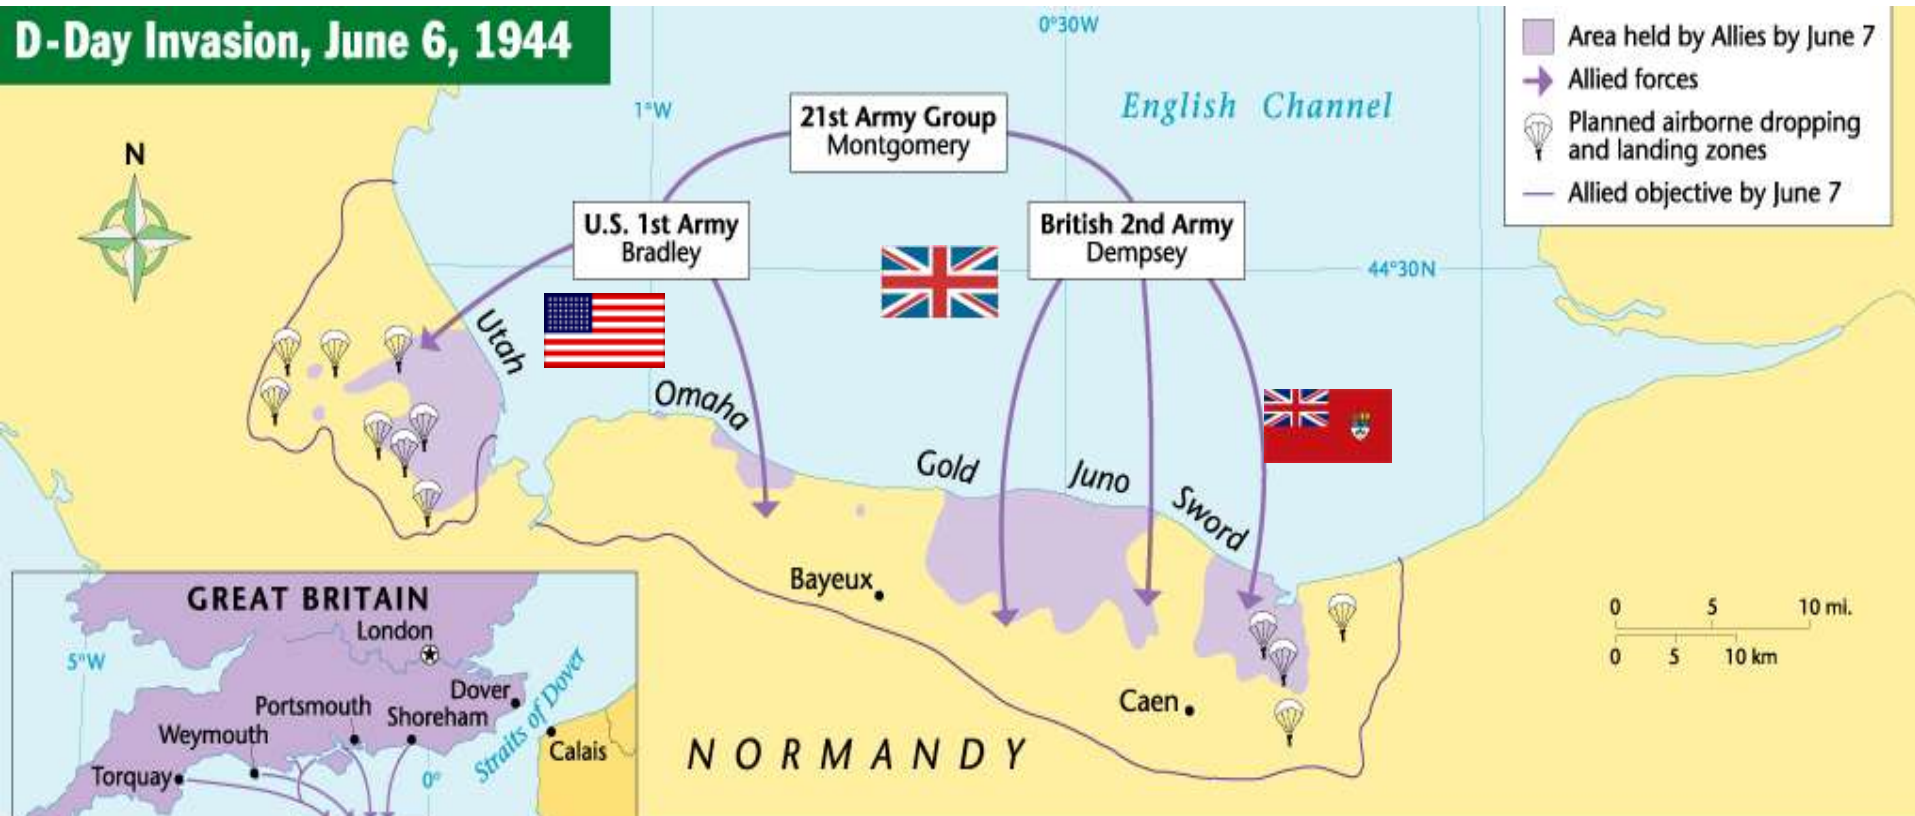 D-Day Invasion, June 6, 1944
0°30W
Area held by Allies by June 7
Allied forces
Planned airborne dropping
and landing zones
Allied objective by June 7
1°W
21st Army Group
Montgomery
English Channel
N
U.S. 1st Army
Bradley
British 2nd Army
Dempsey
44°30N
Utah
Omaha
Gold
Juno
Sword
Bayeux
Caen
NORMANDY
0 5 10 mi.
0 5 10 km
GREAT BRITAIN
London
5°W
Dover
Portsmouth
Shoreham
Weymouth
Straits of Dover
Calais
Torquay
0°